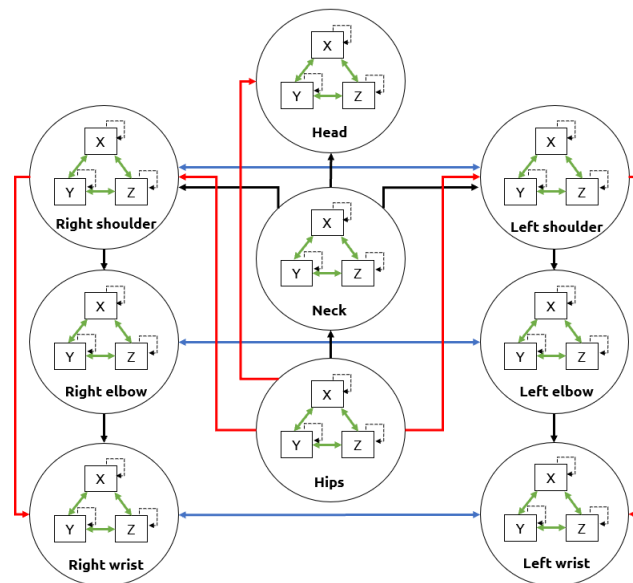 X
Y Z
Head
X
Y Z
Right shoulder
X
Y Z
Neck
X
Y Z
Left shoulder
X
Y Z
Right elbow
X
Y Z
Hips
X
Y Z
Left elbow
X
Y Z
Right wrist
X
Y Z
Left wrist